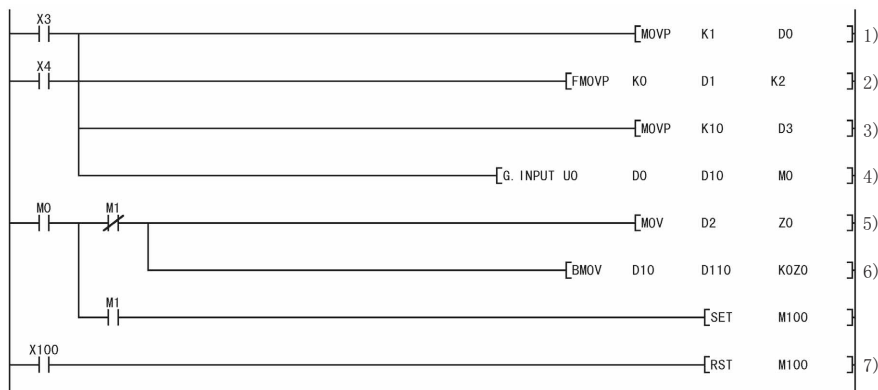 X3
MOVP K1 D0 1)
X4
FMOVP K0 D1 K2 2)
MOVP K10 D3 3)
G. INPUT U0 D0 D10 M0 4)
M0 M1
MOV D2 Z0 5)
BMOV D10 D110 K0Z0 6)
M1
SET M100
X100
RST M100 7)